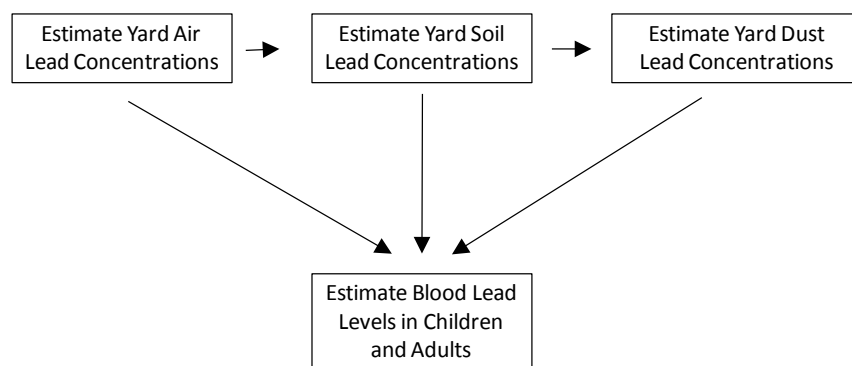 Estimate Yard Air
Lead Concentrations
Estimate Yard Soil
Lead Concentrations
Estimate Yard Dust
Lead Concentrations
Estimate Blood Lead
Levels in Children
and Adults